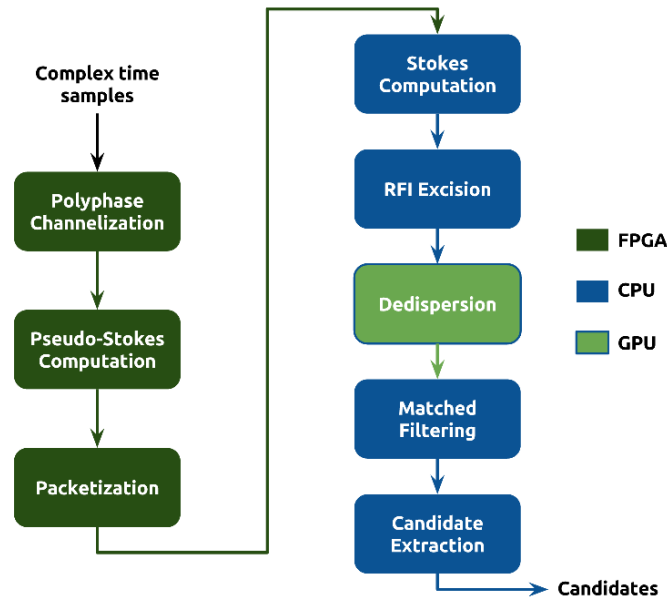 Complex time
samples
Polyphase
Channelization
Pseudo-Stokes
Computation
Packetization
Stokes
Computation
RFI Excision
Dedispersion
Matched
Filtering
Candidate
Extraction
Candidates
FPGA
CPU
GPU